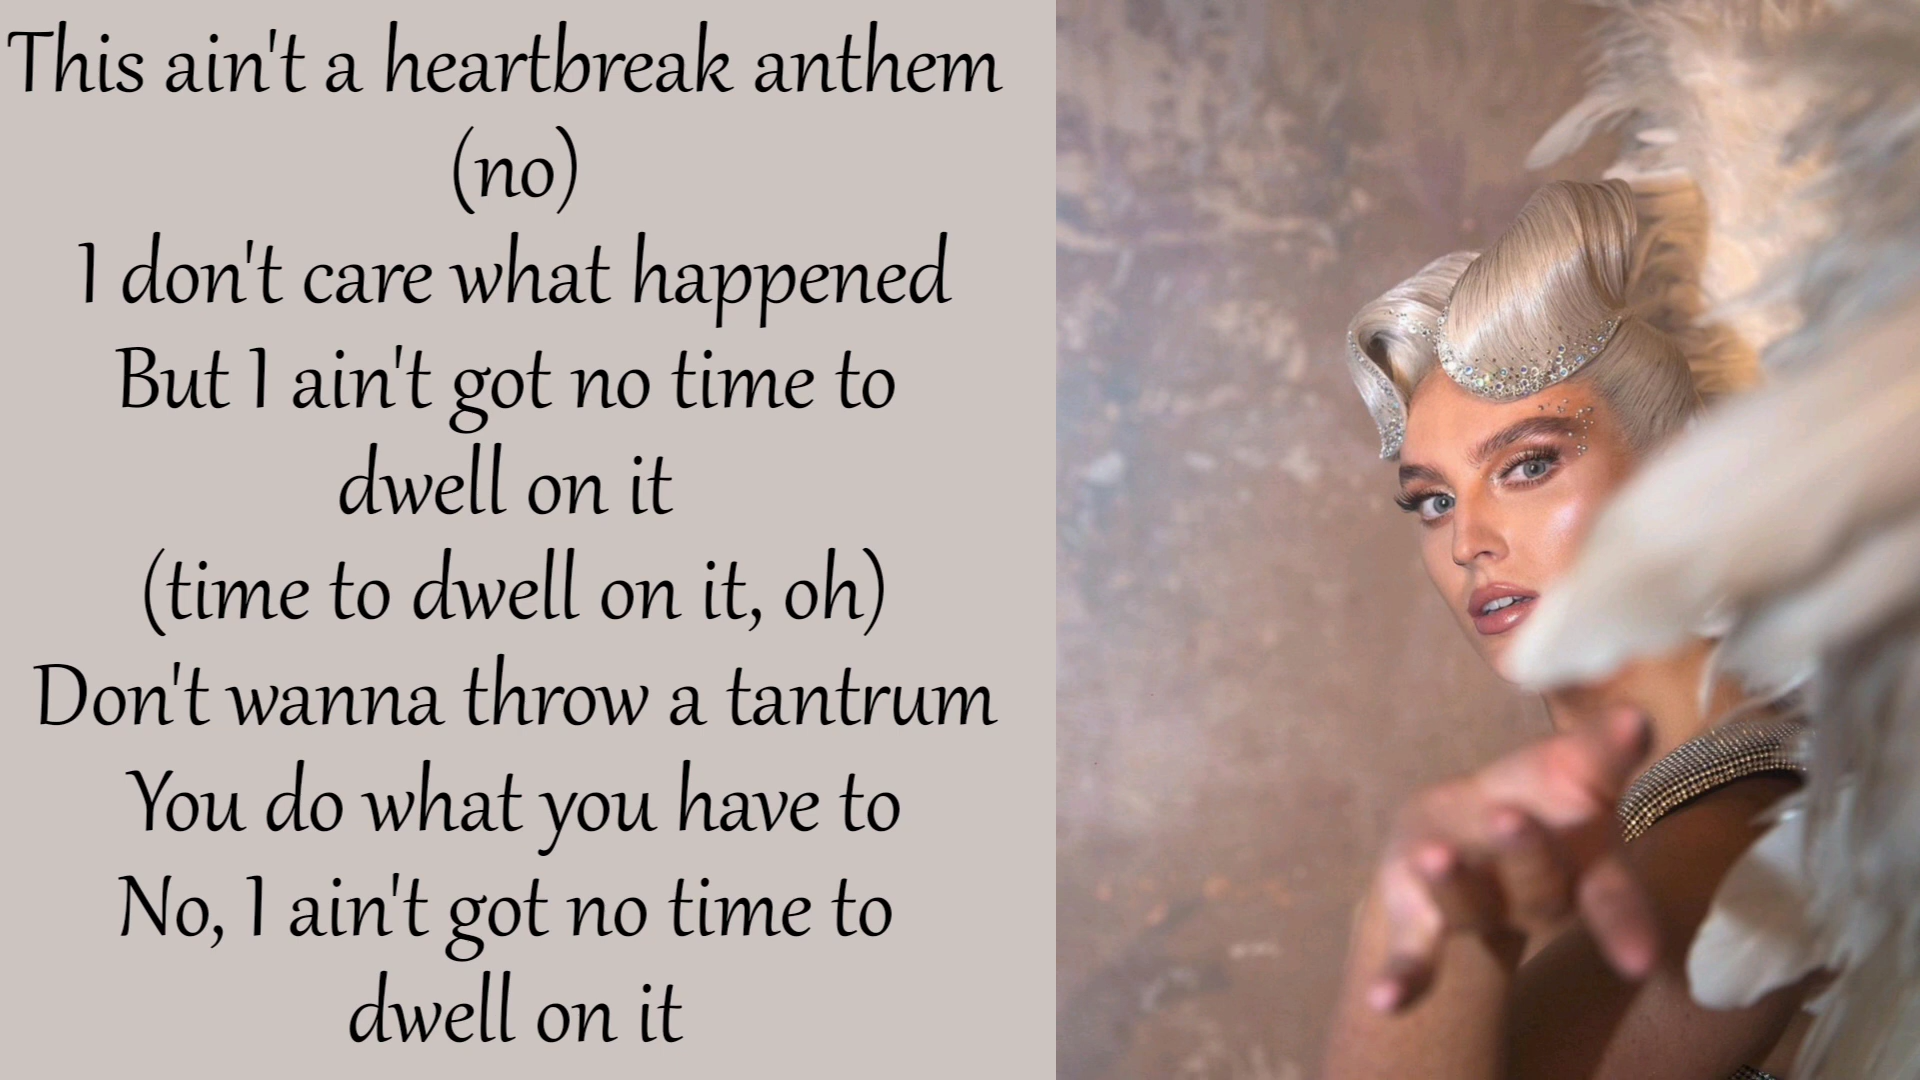 This ain't a heartbreak anthem
(no)
I don't care what happened
But I ain't got no time to
dwell on it
(time to dwell on it, oh)
Don't wanna throw a tantrum
You do what you have to
No, I ain't got no time to
dwell on it